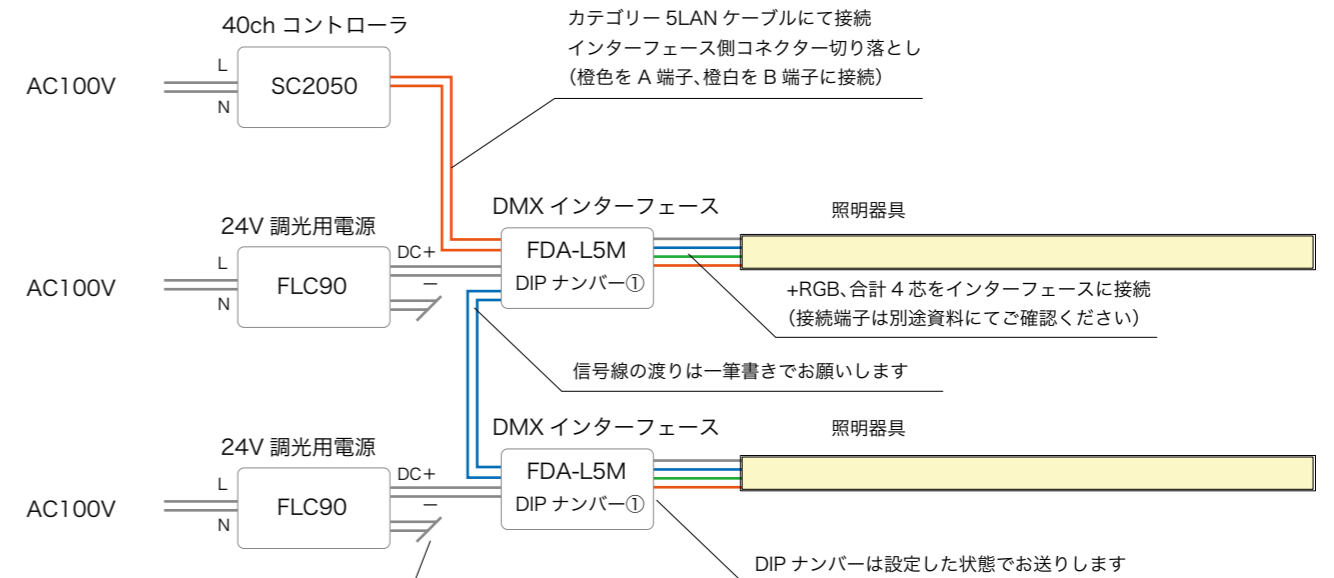 40ch コントローラ
カテゴリー 5LAN ケーブルにて接続
インターフェース側コネクター切り落とし
（橙色を A 端子、橙白を B 端子に接続）
AC100V
L
N
SC2050
DMX インターフェース
照明器具
24V 調光用電源
AC100V
L
N
FLC90
DC＋
－
FDA-L5M
DIP ナンバー①
+RGB、合計 4 芯をインターフェースに接続
（接続端子は別途資料にてご確認ください）
信号線の渡りは一筆書きでお願いします
DMX インターフェース
照明器具
24V 調光用電源
AC100V
L
N
FLC90
DC＋
－
FDA-L5M
DIP ナンバー①
DIP ナンバーは設定した状態でお送りします